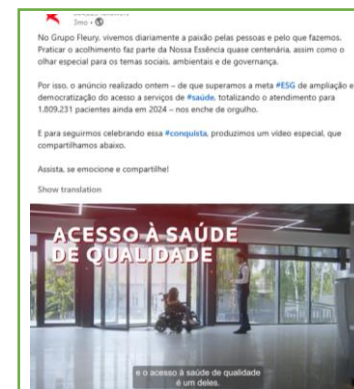 3mo •
No Grupo Fleury, vivemos diariamente a paixão pelas pessoas e pelo que fazemos.
Praticar o acolhimento faz parte da Nossa Essência quase centenária, assim como o
olhar especial para os temas sociais, ambientais e de governança.
Por isso, o anúncio realizado ontem – de que superamos a meta #ESG de ampliação e
democratização do acesso a serviços de #saúde, totalizando o atendimento para
1.809.231 pacientes ainda em 2024 – nos enche de orgulho.
E para seguirmos celebrando essa #conquista, produzimos um vídeo especial, que
compartilhamos abaixo.
Assista, se emocione e compartilhe!
Show translation
ACESSO À SAÚDE
DE QUALIDADE
e o acesso à saúde de qualidade
é um deles.